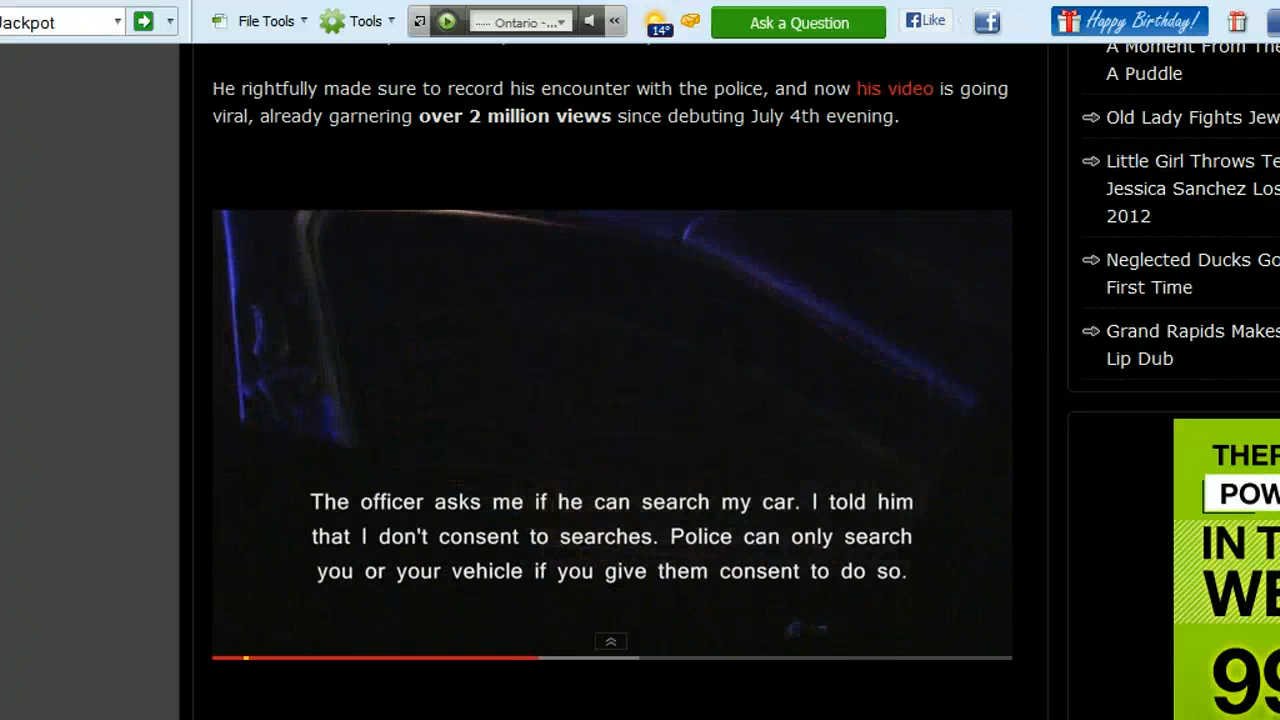 Jackpot
File Tools
Tools
Ontario -...
14°
Ask a Question
Like
Happy Birthday!
He rightfully made sure to record his encounter with the police, and now his video is going
viral, already garnering over 2 million views since debuting July 4th evening.
The officer asks me if he can search my car. I told him
that I don't consent to searches. Police can only search
you or your vehicle if you give them consent to do so.
A Moment From The
A Puddle
Old Lady Fights Jew
Little Girl Throws Te
Jessica Sanchez Los
2012
Neglected Ducks Go
First Time
Grand Rapids Makes
Lip Dub
THER
POW
IN T
WE
99